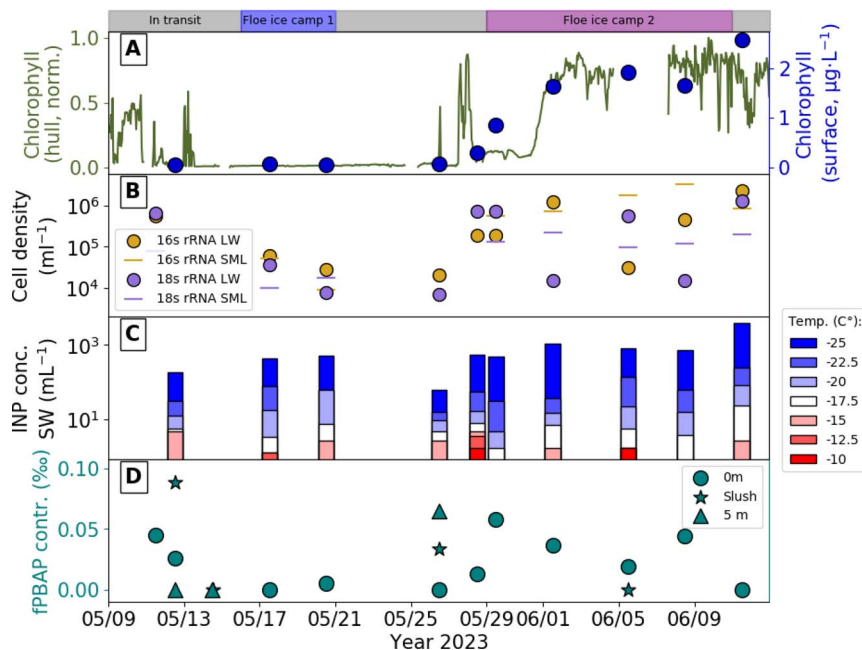 In transit
Floe ice camp 1
Floe ice camp 2
A
1.0
0.5
0.0
Chlorophyll
(hull, norm.)
2
1
0
Chlorophyll
(surface, μg·L⁻¹)
B
10⁶
10⁵
10⁴
Cell density
(ml⁻¹)
16s rRNA LW
16s rRNA SML
18s rRNA LW
18s rRNA SML
C
10³
10¹
INP conc.
SW (mL⁻¹)
Temp. (C°):
-25
-22.5
-20
-17.5
-15
-12.5
-10
D
0.10
0.05
0.00
fPBAP contr. (‰)
0m
Slush
5 m
05/09 05/13 05/17 05/21 05/25 05/29 06/01 06/05 06/09
Year 2023